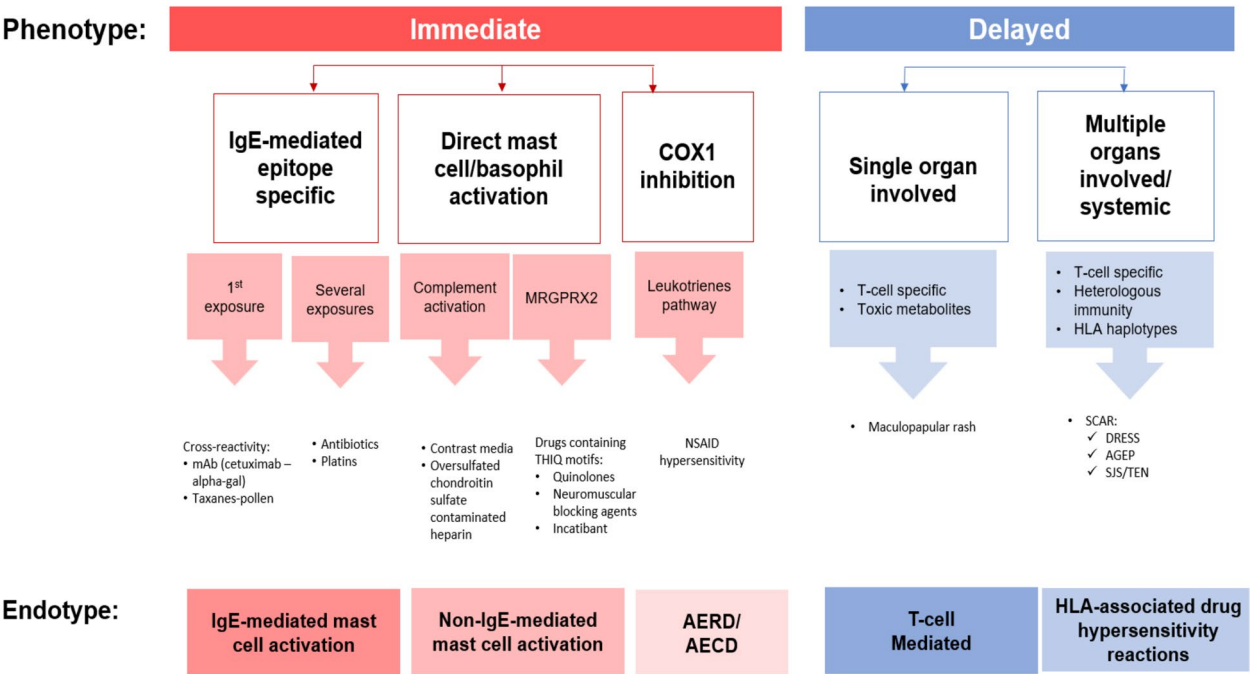 Phenotype:
Immediate
Delayed
IgE-mediated
epitope
specific
Direct mast
cell/basophil
activation
COX1
inhibition
Single organ
involved
Multiple
organs
involved/
systemic
1st
exposure
Several
exposures
Complement
activation
MRGPRX2
Leukotrienes
pathway
• T-cell specific
• Toxic metabolites
• T-cell specific
• Heterologous
immunity
• HLA haplotypes
Cross-reactivity:
• mAb (cetuximab –
alpha-gal)
• Taxanes-pollen
• Antibiotics
• Platins
• Contrast media
• Oversulfated
chondroitin
sulfate
contaminated
heparin
Drugs containing
THIQ motifs:
• Quinolones
• Neuromuscular
blocking agents
• Incatibant
NSAID
hypersensitivity
• Maculopapular rash
• SCAR:
✓ DRESS
✓ AGEP
✓ SJS/TEN
Endotype:
IgE-mediated mast
cell activation
Non-IgE-mediated
mast cell activation
AERD/
AECD
T-cell
Mediated
HLA-associated drug
hypersensitivity
reactions